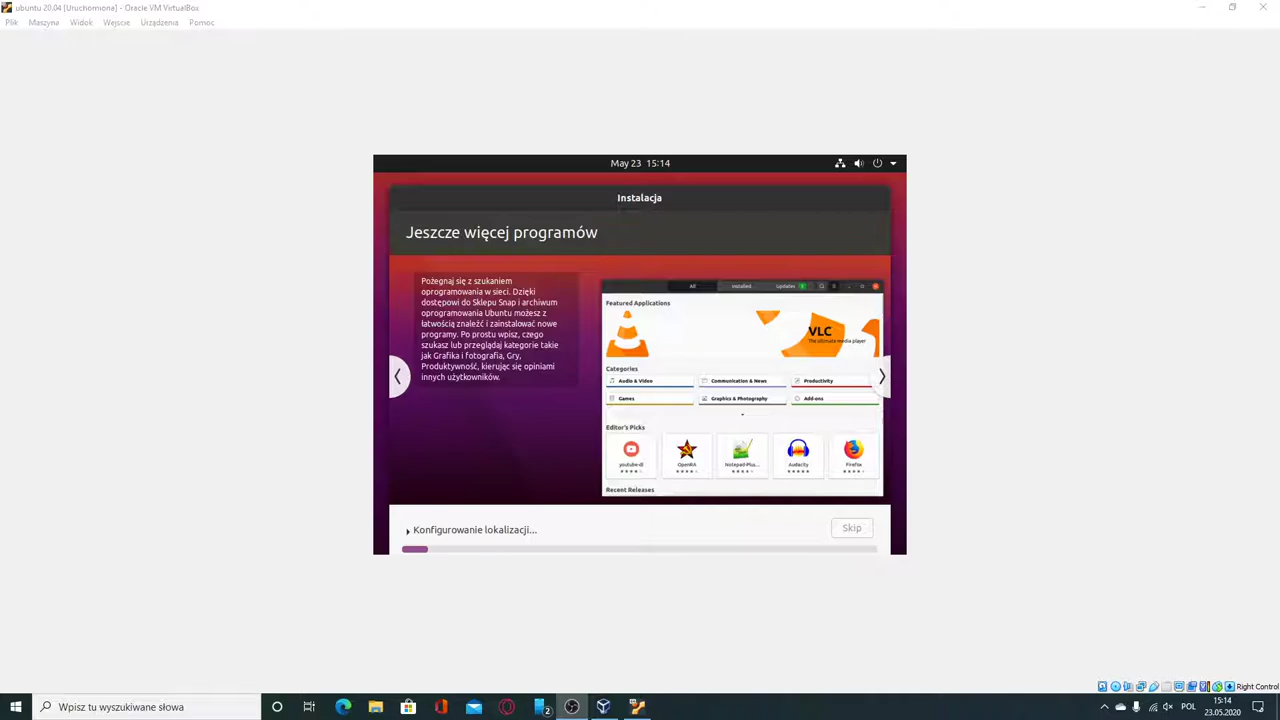 ubuntu 20.04 [Uruchomiona] - Oracle VM VirtualBox
Plik Maszyna Widok Wejście Urządzenia Pomoc
May 23 15:14
Instalacja
Jeszcze więcej programów
Pożegnaj się z szukaniem
oprogramowania w sieci. Dzięki
dostępowi do Sklepu Snap i archiwum
oprogramowania Ubuntu możesz z
łatwością znaleźć i zainstalować nowe
programy. Po prostu wpisz, czego
szukasz lub przeglądaj kategorie takie
jak Grafika i fotografia, Gry,
Produktywność, kierując się opiniami
innych użytkowników.
All Installed Updates
Featured Applications
VLC
The ultimate media player
Categories
Audio & Video Communication & News Productivity
Games Graphics & Photography Add-ons
Editor's Picks
youtube-dl OpenRA Notepad-Plus... Audacity Firefox
Recent Releases
Konfigurowanie lokalizacji...
Skip
Right Control
Wpisz tu wyszukiwane słowa
2
POL
15:14
23.05.2020